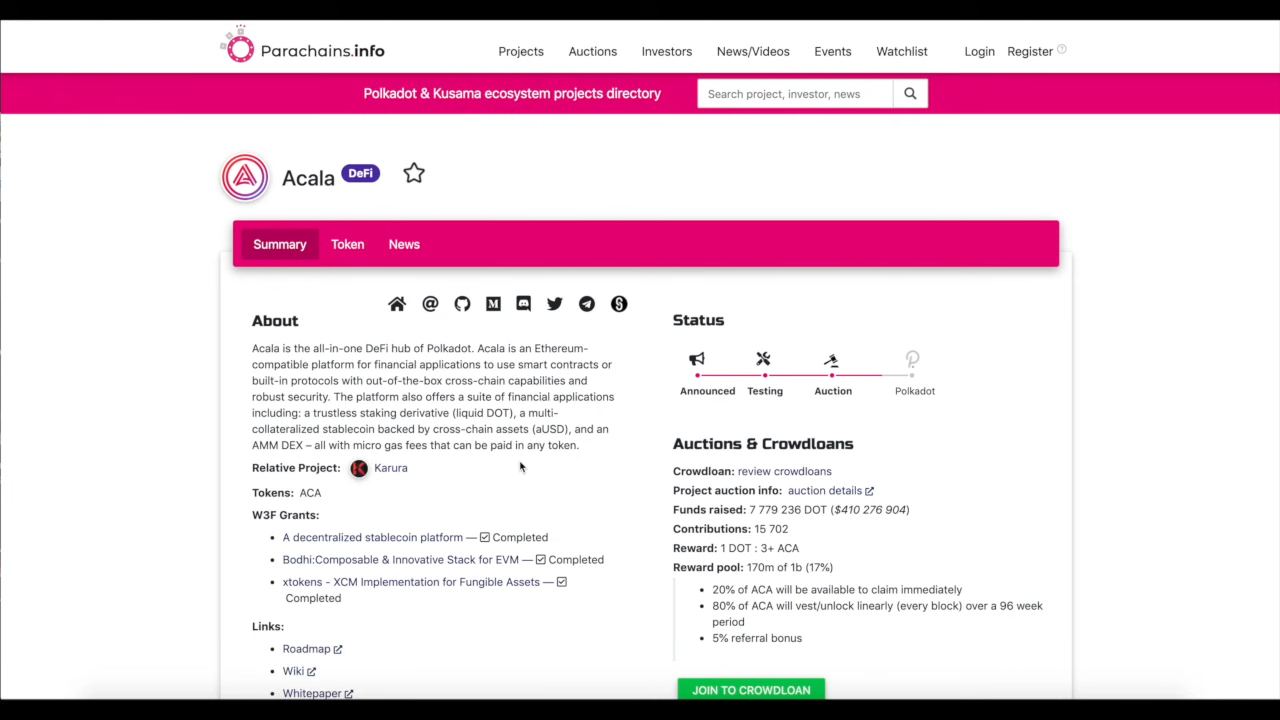 Parachains.info
Projects Auctions Investors News/Videos Events Watchlist Login Register
Polkadot & Kusama ecosystem projects directory
Search project, investor, news
Acala DeFi
Summary Token News
About
Acala is the all-in-one DeFi hub of Polkadot. Acala is an Ethereum-
compatible platform for financial applications to use smart contracts or
built-in protocols with out-of-the-box cross-chain capabilities and
robust security. The platform also offers a suite of financial applications
including: a trustless staking derivative (liquid DOT), a multi-
collateralized stablecoin backed by cross-chain assets (aUSD), and an
AMM DEX – all with micro gas fees that can be paid in any token.
Relative Project: Karura
Tokens: ACA
W3F Grants:
A decentralized stablecoin platform — Completed
Bodhi:Composable & Innovative Stack for EVM — Completed
xtokens - XCM Implementation for Fungible Assets —
Completed
Links:
Roadmap
Wiki
Whitepaper
Status
Announced Testing Auction Polkadot
Auctions & Crowdloans
Crowdloan: review crowdloans
Project auction info: auction details
Funds raised: 7 779 236 DOT ($410 276 904)
Contributions: 15 702
Reward: 1 DOT : 3+ ACA
Reward pool: 170m of 1b (17%)
20% of ACA will be available to claim immediately
80% of ACA will vest/unlock linearly (every block) over a 96 week
period
5% referral bonus
JOIN TO CROWDLOAN